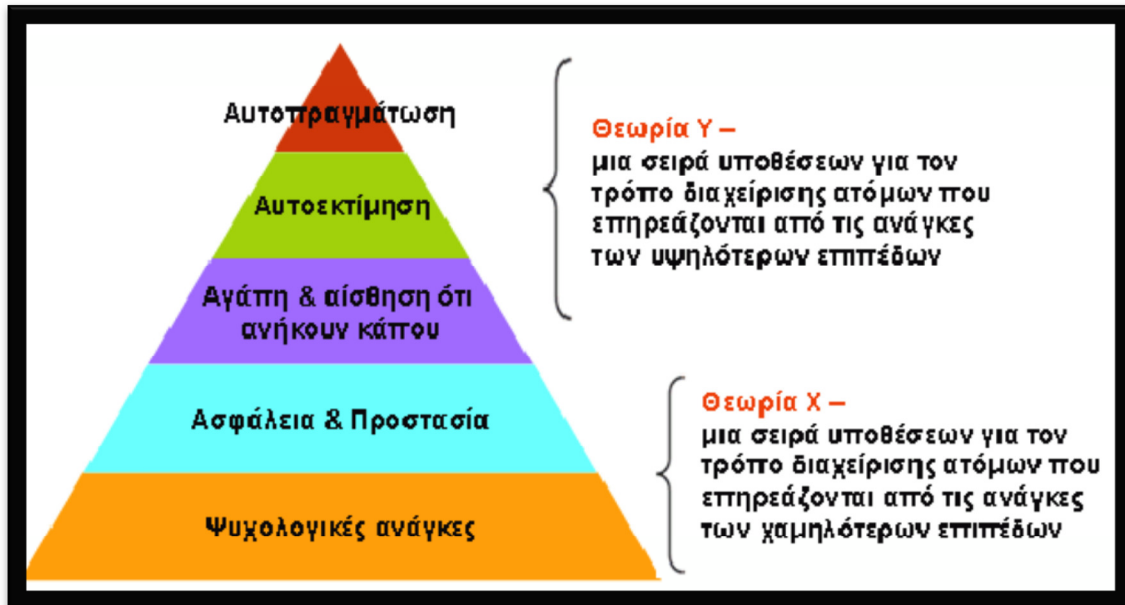 Αυτοπραγμάτωση
Αυτοεκτίμηση
Αγάπη & αίσθηση ότι
ανήκουν κάπου
Ασφάλεια & Προστασία
Ψυχολογικές ανάγκες
Θεωρία Υ –
μια σειρά υποθέσεων για τον
τρόπο διαχείρισης ατόμων που
επηρεάζονται από τις ανάγκες
των υψηλότερων επιπέδων
Θεωρία Χ –
μια σειρά υποθέσεων για τον
τρόπο διαχείρισης ατόμων που
επηρεάζονται από τις ανάγκες
των χαμηλότερων επιπέδων